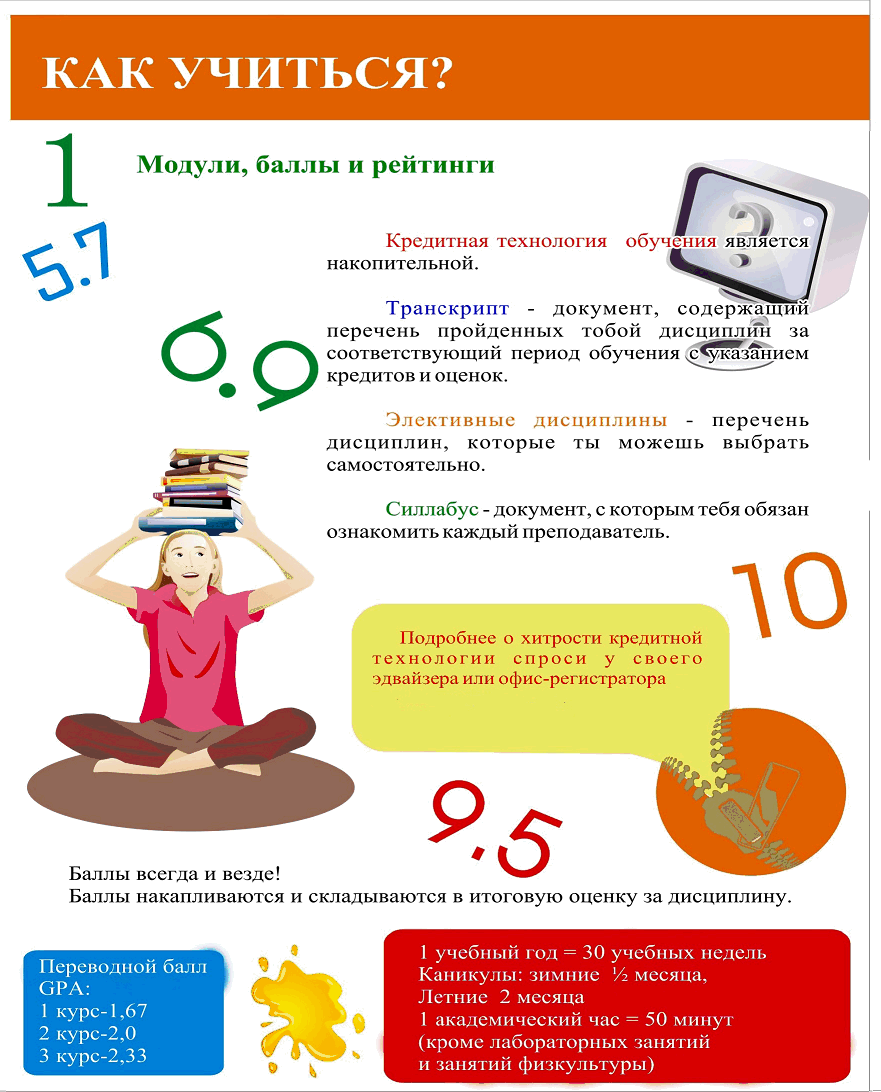 КАК УЧИТЬСЯ?
1
Модули, баллы и рейтинги
5.7
Кредитная технология обучения является
накопительной.
6.9
Транскрипт - документ, содержащий
перечень пройденных тобой дисциплин за
соответствующий период обучения с указанием
кредитов и оценок.
Элективные дисциплины - перечень
дисциплин, которые ты можешь выбрать
самостоятельно.
Силлабус - документ, с которым тебя обязан
ознакомить каждый преподаватель.
10
Подробнее о хитрости кредитной
технологии спроси у своего
эдвайзера или офис-регистратора
9.5
Баллы всегда и везде!
Баллы накапливаются и складываются в итоговую оценку за дисциплину.
Переводной балл
GPA:
1 курс-1,67
2 курс-2,0
3 курс-2,33
1 учебный год = 30 учебных недель
Каникулы: зимние ½ месяца,
Летние 2 месяца
1 академический час = 50 минут
(кроме лабораторных занятий
и занятий физкультуры)